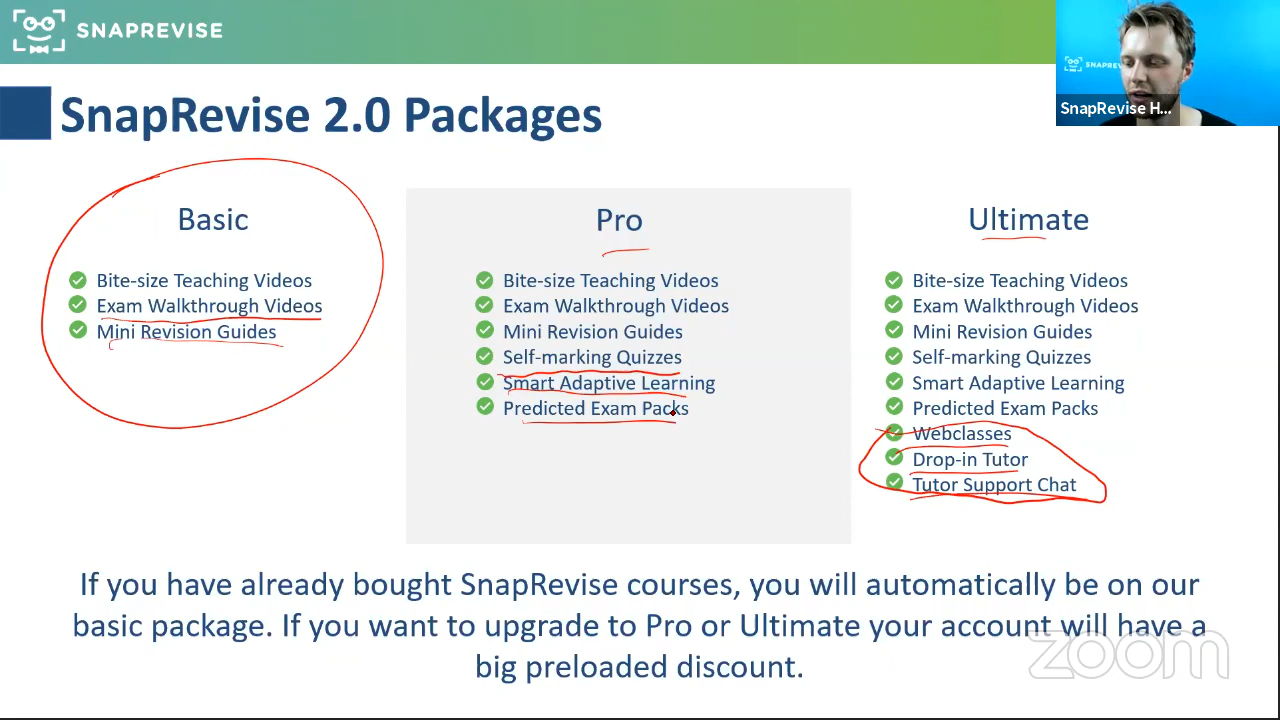 SNAPREVISE
SNAPREV
SnapRevise H...
SnapRevise 2.0 Packages
Basic
Bite-size Teaching Videos
Exam Walkthrough Videos
Mini Revision Guides
Pro
Bite-size Teaching Videos
Exam Walkthrough Videos
Mini Revision Guides
Self-marking Quizzes
Smart Adaptive Learning
Predicted Exam Packs
Ultimate
Bite-size Teaching Videos
Exam Walkthrough Videos
Mini Revision Guides
Self-marking Quizzes
Smart Adaptive Learning
Predicted Exam Packs
Webclasses
Drop-in Tutor
Tutor Support Chat
If you have already bought SnapRevise courses, you will automatically be on our
basic package. If you want to upgrade to Pro or Ultimate your account will have a
big preloaded discount.
zoom